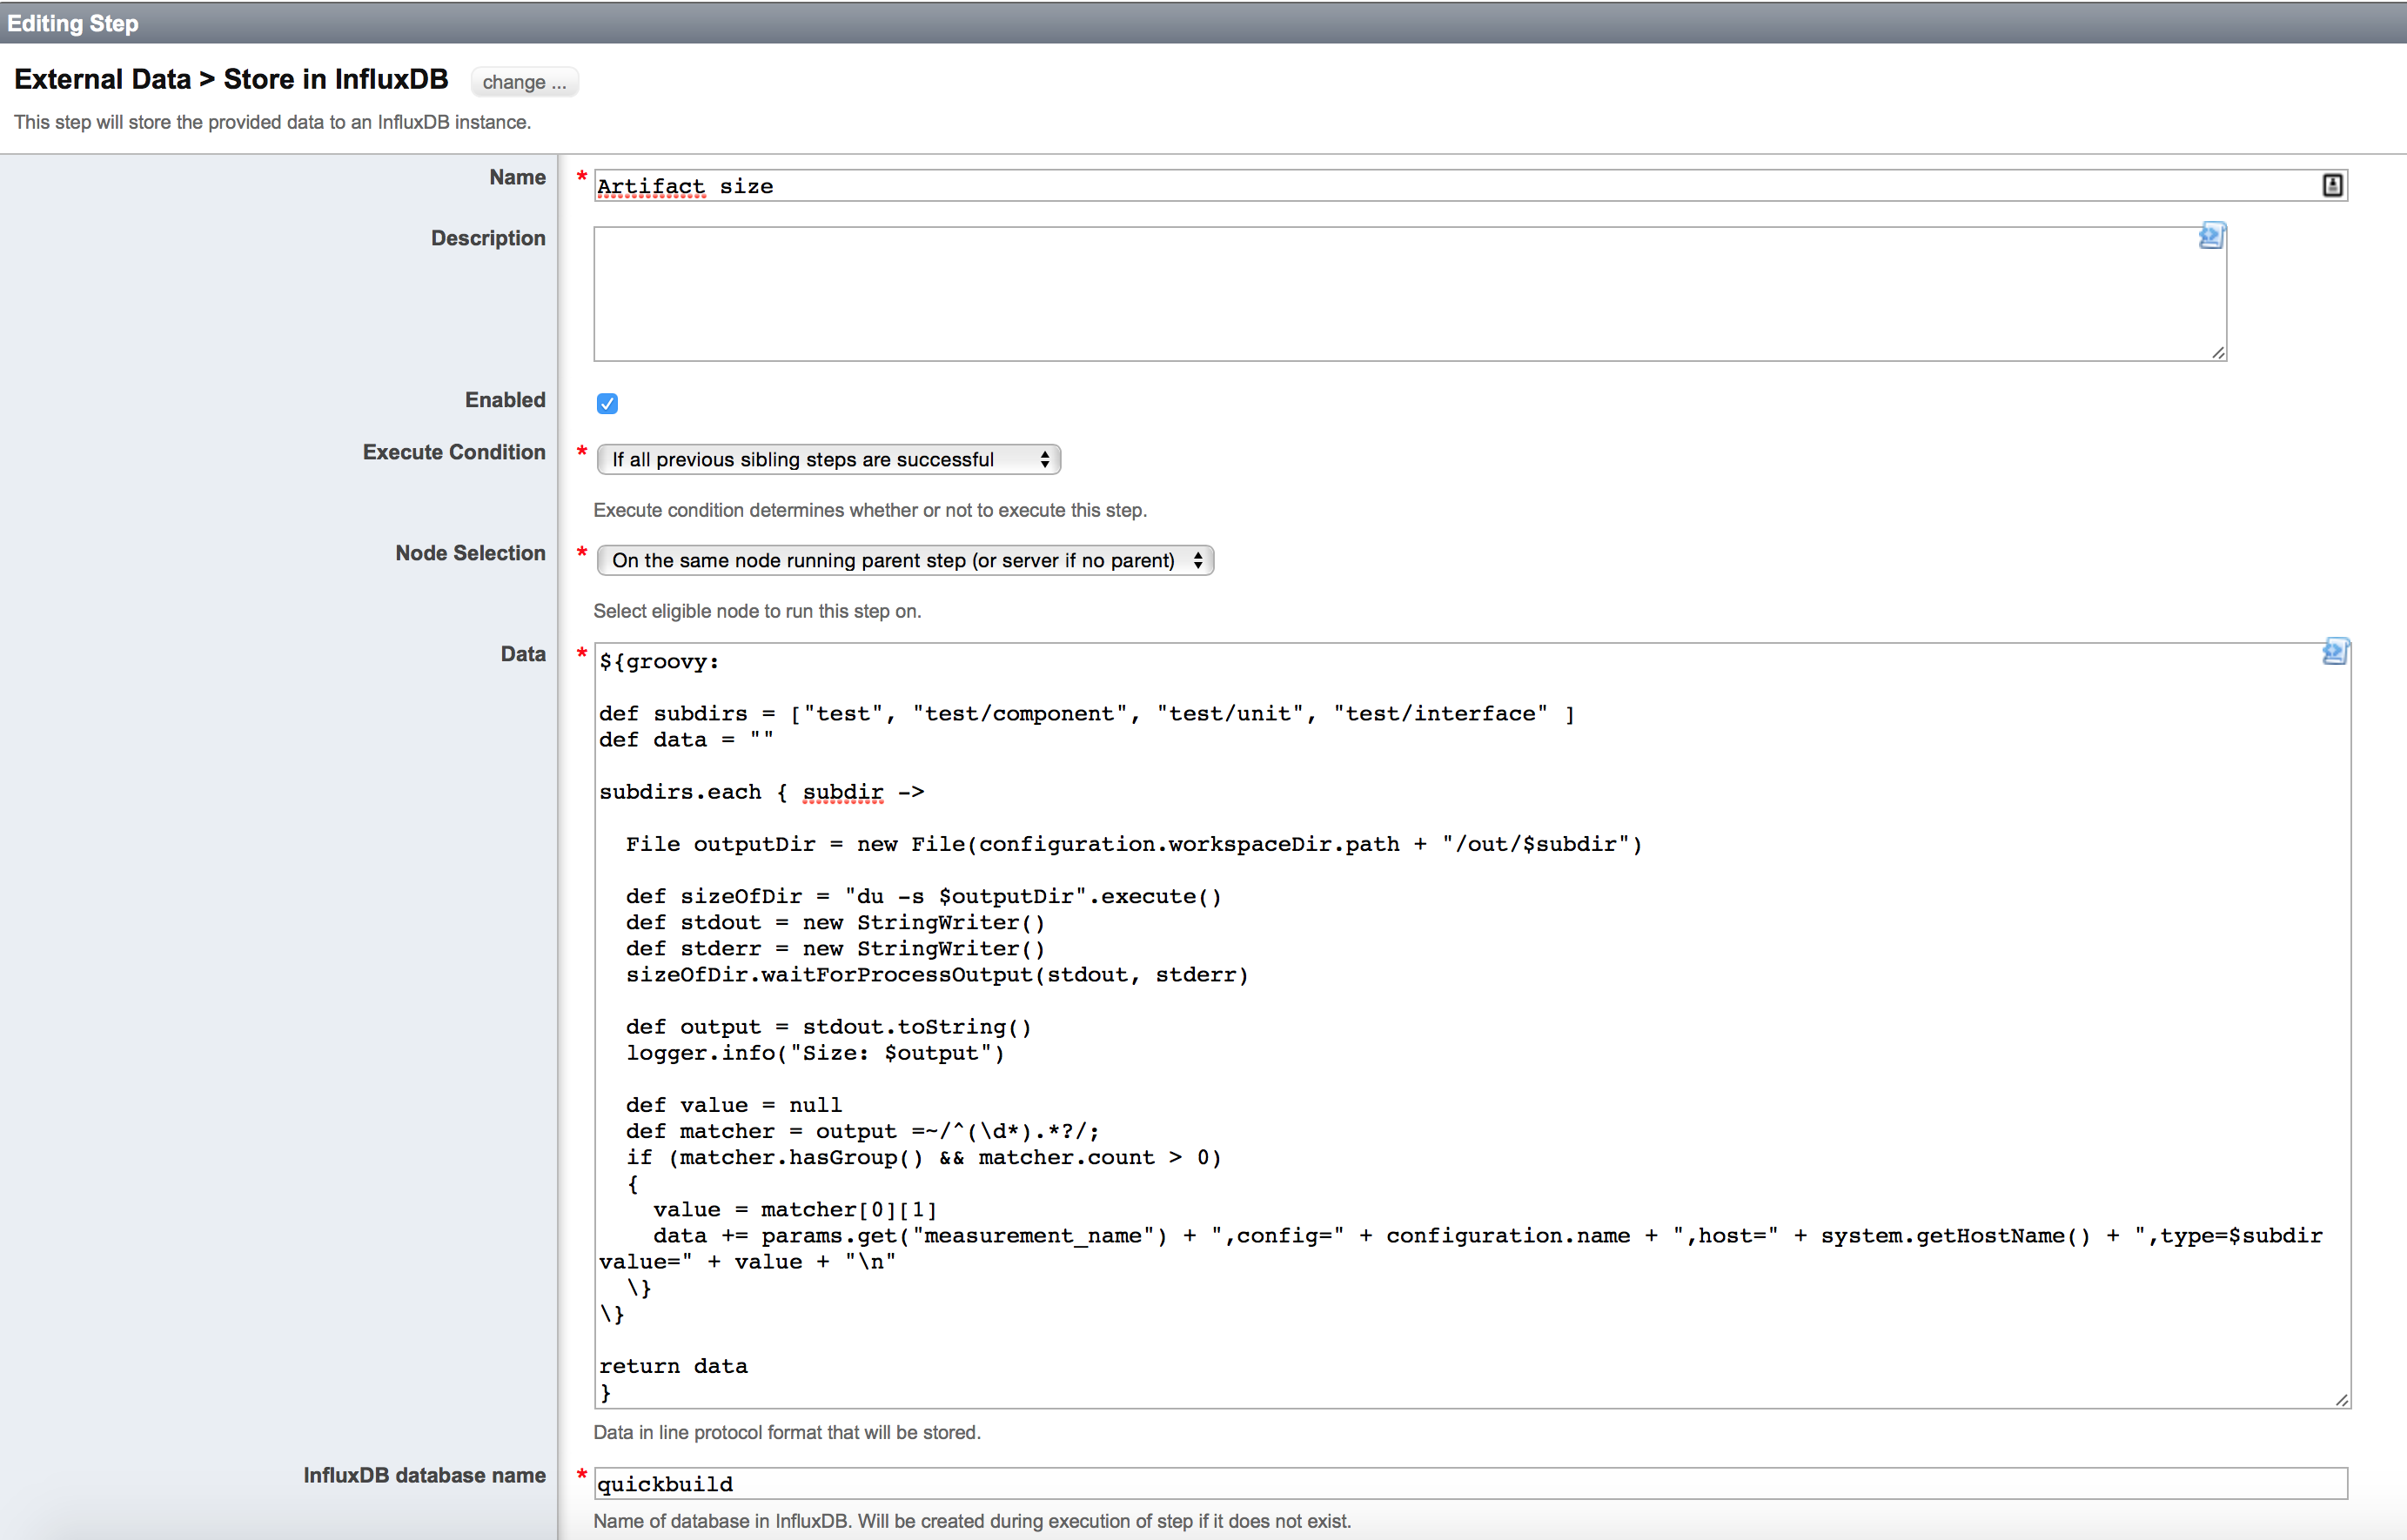 Editing Step
External Data > Store in InfluxDB change ...
This step will store the provided data to an InfluxDB instance.
Name * Artifact size
Description
Enabled
Execute Condition * If all previous sibling steps are successful
Execute condition determines whether or not to execute this step.
Node Selection * On the same node running parent step (or server if no parent)
Select eligible node to run this step on.
Data * ${groovy:
def subdirs = ["test", "test/component", "test/unit", "test/interface" ]
def data = ""
subdirs.each { subdir ->
File outputDir = new File(configuration.workspaceDir.path + "/out/$subdir")
def sizeOfDir = "du -s $outputDir".execute()
def stdout = new StringWriter()
def stderr = new StringWriter()
sizeOfDir.waitForProcessOutput(stdout, stderr)
def output = stdout.toString()
logger.info("Size: $output")
def value = null
def matcher = output =~/^(\d*).*?/;
if (matcher.hasGroup() && matcher.count > 0)
{
value = matcher[0][1]
data += params.get("measurement_name") + ",config=" + configuration.name + ",host=" + system.getHostName() + ",type=$subdir
value=" + value + "\n"
\}
\}
return data
}
Data in line protocol format that will be stored.
InfluxDB database name * quickbuild
Name of database in InfluxDB. Will be created during execution of step if it does not exist.